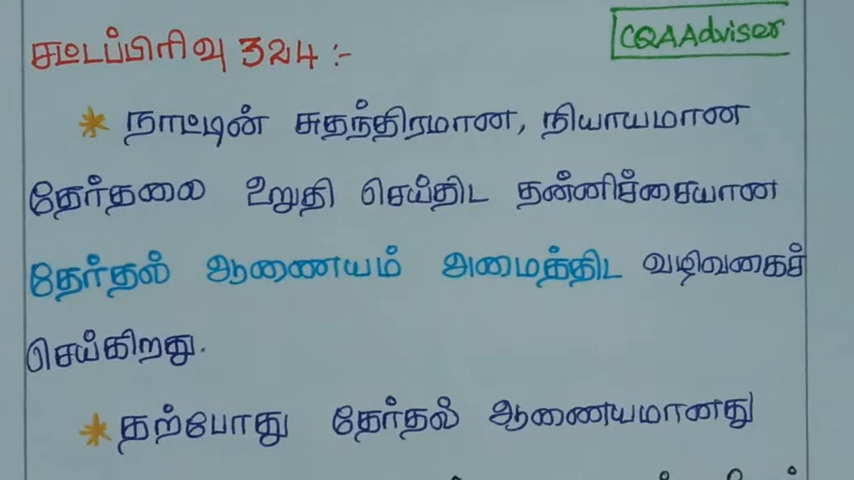 சட்டப்பிரிவு 324 :-
CQAAdviser
* நாட்டின் சுதந்திரமான, நியாயமான
தேர்தலை உறுதி செய்திட தன்னிச்சையான
தேர்தல் ஆணையம் அமைத்திட வழிவகைச்
செய்கிறது.
* தற்போது தேர்தல் ஆணையமானது